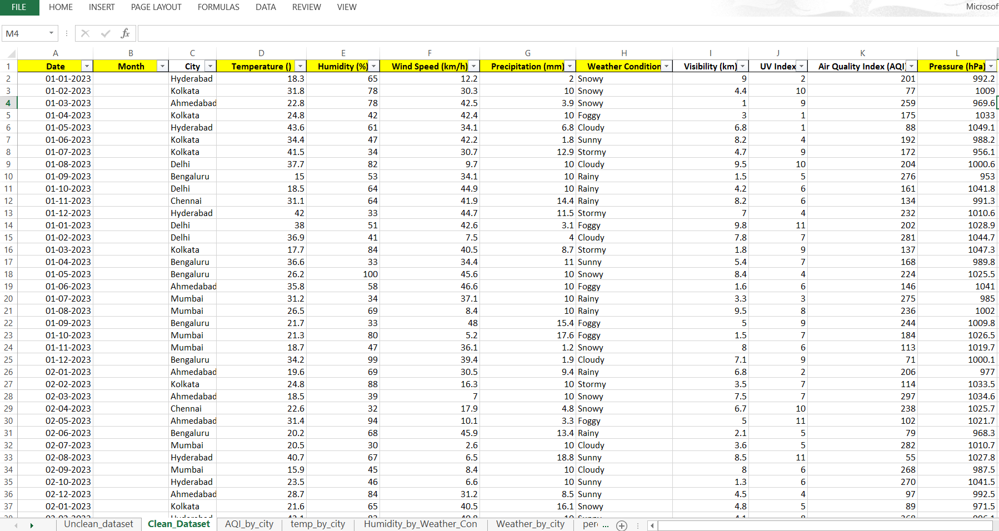 FILE HOME INSERT PAGE LAYOUT FORMULAS DATA REVIEW VIEW Microsof
M4 fx
A B C D E F G H I J K L
1 Date Month City Temperature () Humidity (%) Wind Speed (km/h) Precipitation (mm) Weather Condition Visibility (km) UV Index Air Quality Index (AQI) Pressure (hPa)
2 01-01-2023 Hyderabad 18.3 65 12.2 2 Snowy 9 2 201 992.2
3 01-02-2023 Kolkata 31.8 78 30.3 10 Snowy 4.4 10 77 1009
4 01-03-2023 Ahmedabad 22.8 78 42.5 3.9 Snowy 1 9 259 969.6
5 01-04-2023 Kolkata 24.8 42 42.4 10 Foggy 3 1 175 1033
6 01-05-2023 Hyderabad 43.6 61 34.1 6.8 Cloudy 6.8 1 88 1049.1
7 01-06-2023 Kolkata 34.4 47 42.2 1.8 Sunny 8.2 4 192 988.2
8 01-07-2023 Kolkata 41.5 34 30.7 12.9 Stormy 4.7 9 172 956.1
9 01-08-2023 Delhi 37.7 82 9.7 10 Cloudy 9.5 10 204 1000.6
10 01-09-2023 Bengaluru 15 53 34.1 10 Rainy 1.5 5 276 953
11 01-10-2023 Delhi 18.5 64 44.9 10 Rainy 4.2 6 161 1041.8
12 01-11-2023 Chennai 31.1 64 41.9 14.4 Rainy 8.2 6 134 991.3
13 01-12-2023 Hyderabad 42 33 44.7 11.5 Stormy 7 4 232 1010.6
14 01-01-2023 Delhi 38 51 42.6 3.1 Foggy 9.8 11 202 1028.9
15 01-02-2023 Delhi 36.9 41 7.5 4 Cloudy 7.8 7 281 1044.7
16 01-03-2023 Kolkata 17.7 84 40.5 8.7 Stormy 1.8 9 137 1047.3
17 01-04-2023 Bengaluru 36.6 33 34.4 11 Sunny 5.4 7 168 989.8
18 01-05-2023 Bengaluru 26.2 100 45.6 10 Snowy 8.4 4 224 1025.5
19 01-06-2023 Ahmedabad 35.8 58 46.6 10 Foggy 1.6 6 146 1041
20 01-07-2023 Mumbai 31.2 34 37.1 10 Rainy 3.3 3 275 985
21 01-08-2023 Mumbai 26.5 69 8.4 10 Rainy 9.5 8 236 1002
22 01-09-2023 Bengaluru 21.7 33 48 15.4 Foggy 5 9 244 1009.8
23 01-10-2023 Mumbai 21.3 80 5.2 17.6 Foggy 1.5 7 184 1026.5
24 01-11-2023 Mumbai 18.7 47 36.1 1.2 Snowy 8 6 113 1019.7
25 01-12-2023 Bengaluru 34.2 99 39.4 1.9 Cloudy 7.1 9 71 1000.1
26 02-01-2023 Ahmedabad 19.6 69 30.5 9.4 Rainy 6.8 2 206 977
27 02-02-2023 Kolkata 24.8 88 16.3 10 Stormy 3.5 7 114 1033.5
28 02-03-2023 Ahmedabad 18.5 39 7 10 Snowy 7.5 7 297 1034.6
29 02-04-2023 Chennai 22.6 32 17.9 4.8 Snowy 6.7 10 238 1025.7
30 02-05-2023 Ahmedabad 31.4 94 10.1 3.3 Foggy 5 11 102 1021.7
31 02-06-2023 Bengaluru 20.2 68 45.9 13.4 Rainy 2.1 5 79 968.3
32 02-07-2023 Mumbai 20.5 30 2.6 10 Cloudy 3.6 5 282 1010.7
33 02-08-2023 Hyderabad 40.7 67 6.5 18.8 Sunny 8.5 11 55 1027.8
34 02-09-2023 Mumbai 15.9 45 8.4 10 Cloudy 8 6 268 987.5
35 02-10-2023 Hyderabad 23.5 46 6.6 10 Sunny 1.3 6 270 1041.5
36 02-12-2023 Ahmedabad 28.7 84 31.2 8.5 Sunny 4.5 4 97 992.5
37 02-01-2023 Kolkata 21.6 65 40.5 16.1 Snowy 4.8 5 89 971.5
Unclean_dataset Clean_Dataset AQI_by_city temp_by_city Humidity_by_Weather_Con Weather_by_city per ...